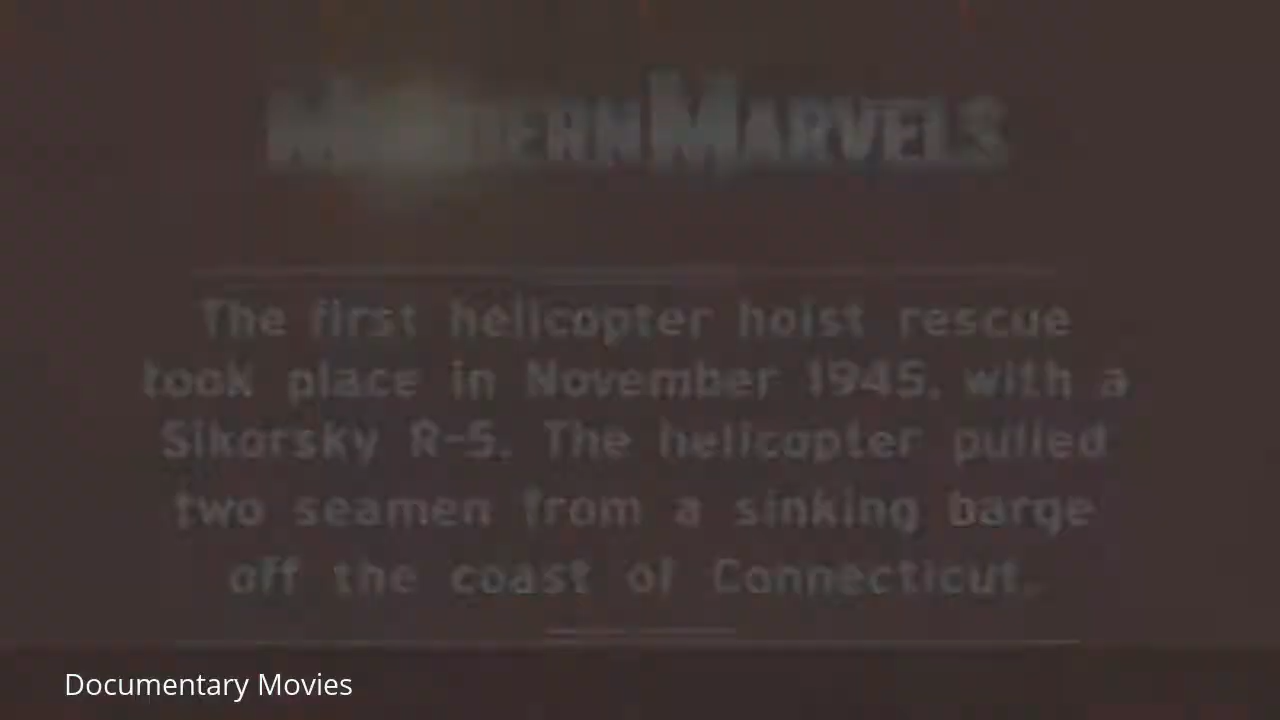 MODERN MARVELS
The first helicopter hoist rescue
took place in November 1945, with a
Sikorsky R-5. The helicopter pulled
two seamen from a sinking barge
off the coast of Connecticut.
Documentary Movies